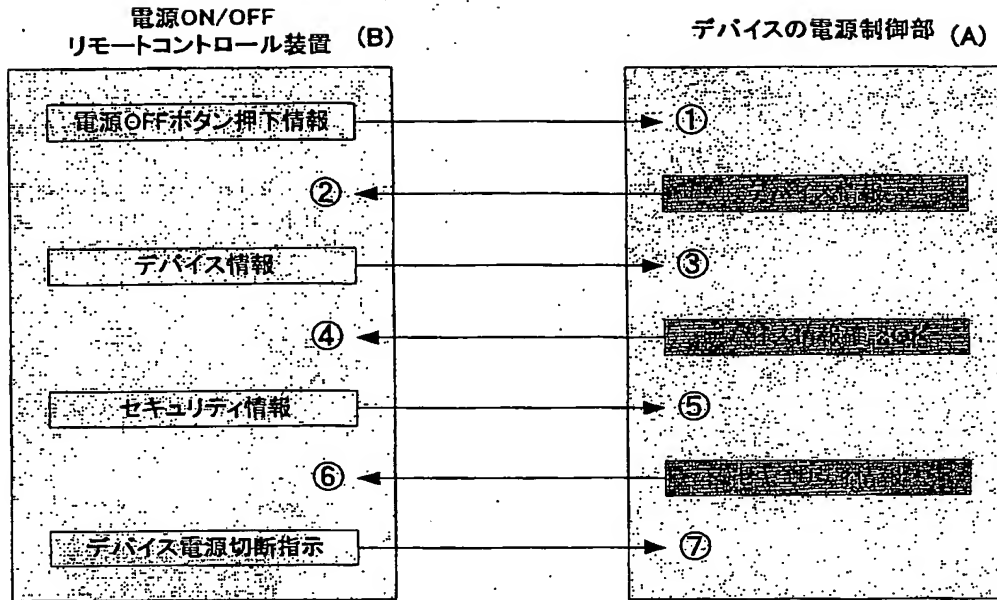 電源ON/OFF
リモートコントロール装置 (B)
デバイスの電源制御部 (A)
電源OFFボタン押下情報
①
②
デバイス情報
③
④
セキュリティ情報
⑤
⑥
デバイス電源切断指示
⑦